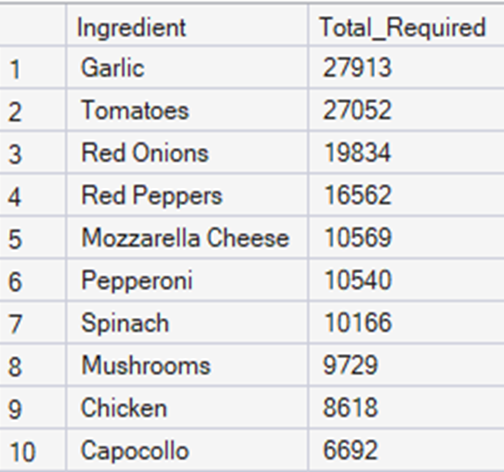 Ingredient Total_Required
1 Garlic 27913
2 Tomatoes 27052
3 Red Onions 19834
4 Red Peppers 16562
5 Mozzarella Cheese 10569
6 Pepperoni 10540
7 Spinach 10166
8 Mushrooms 9729
9 Chicken 8618
10 Capocollo 6692